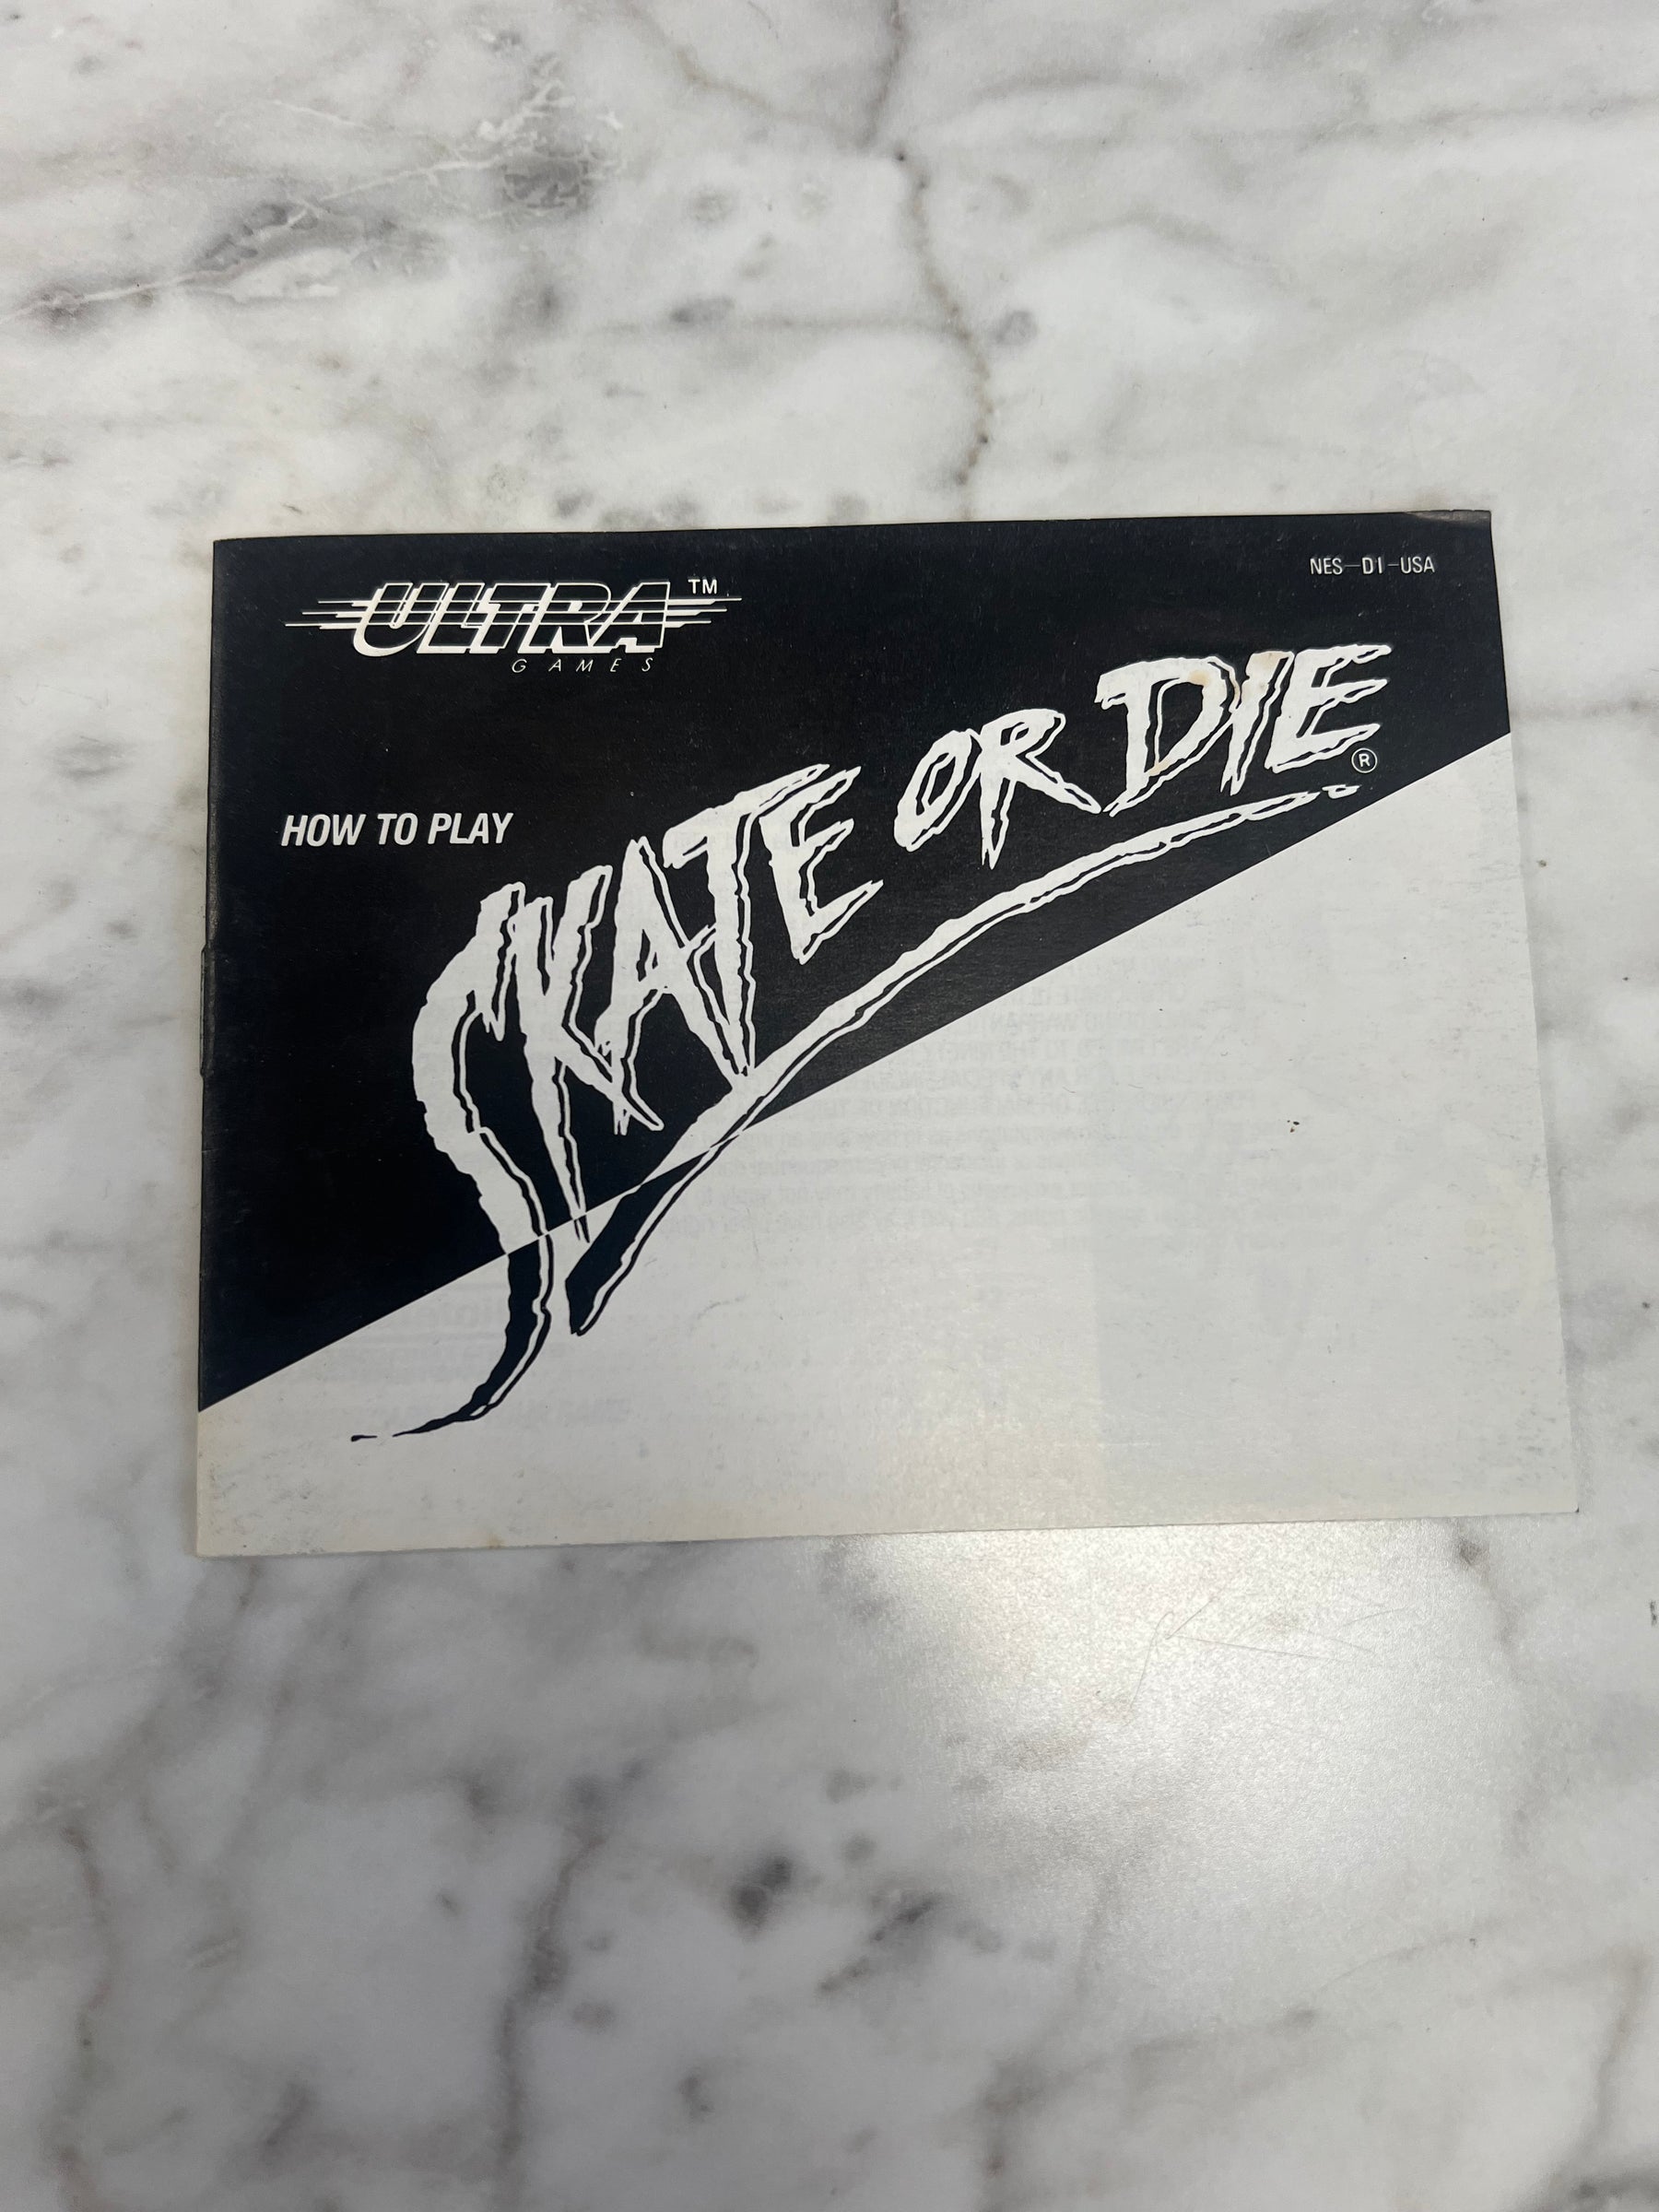 ULTRA™
GAMES
NES-DI-USA
HOW TO PLAY
SKATE OR DIE®